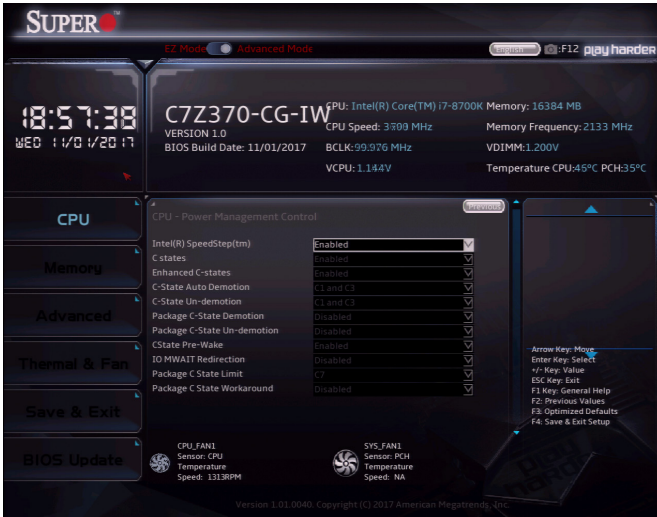 SUPER
EZ Mode Advanced Mode
English :F12 play harder
18:57:38
WED 11/01/2017
C7Z370-CG-IW
VERSION 1.0
BIOS Build Date: 11/01/2017
CPU: Intel(R) Core(TM) i7-8700K
CPU Speed: 3700 MHz
BCLK:99.976 MHz
VCPU: 1.144V
Memory: 16384 MB
Memory Frequency:2133 MHz
VDIMM:1.200V
Temperature CPU:45ºC PCH:35ºC
CPU
Memory
Advanced
Thermal & Fan
Save & Exit
BIOS Update
Previous
CPU - Power Management Control
Intel(R) SpeedStep(tm) Enabled
C states Enabled
Enhanced C-states Enabled
C-State Auto Demotion C1 and C3
C-State Un-demotion C1 and C3
Package C-State Demotion Disabled
Package C-State Un-demotion Disabled
CState Pre-Wake Enabled
IO MWAIT Redirection Disabled
Package C State Limit C7
Package C State Workaround Disabled
Arrow Key: Move
Enter Key: Select
+/- Key: Value
ESC Key: Exit
F1 Key: General Help
F2: Previous Values
F3: Optimized Defaults
F4: Save & Exit Setup
CPU_FAN1
Sensor: CPU
Temperature
Speed: 1313RPM
SYS_FAN1
Sensor: PCH
Temperature
Speed: NA
Version 1.01.0040. Copyright (C) 2017 American Megatrends, Inc.